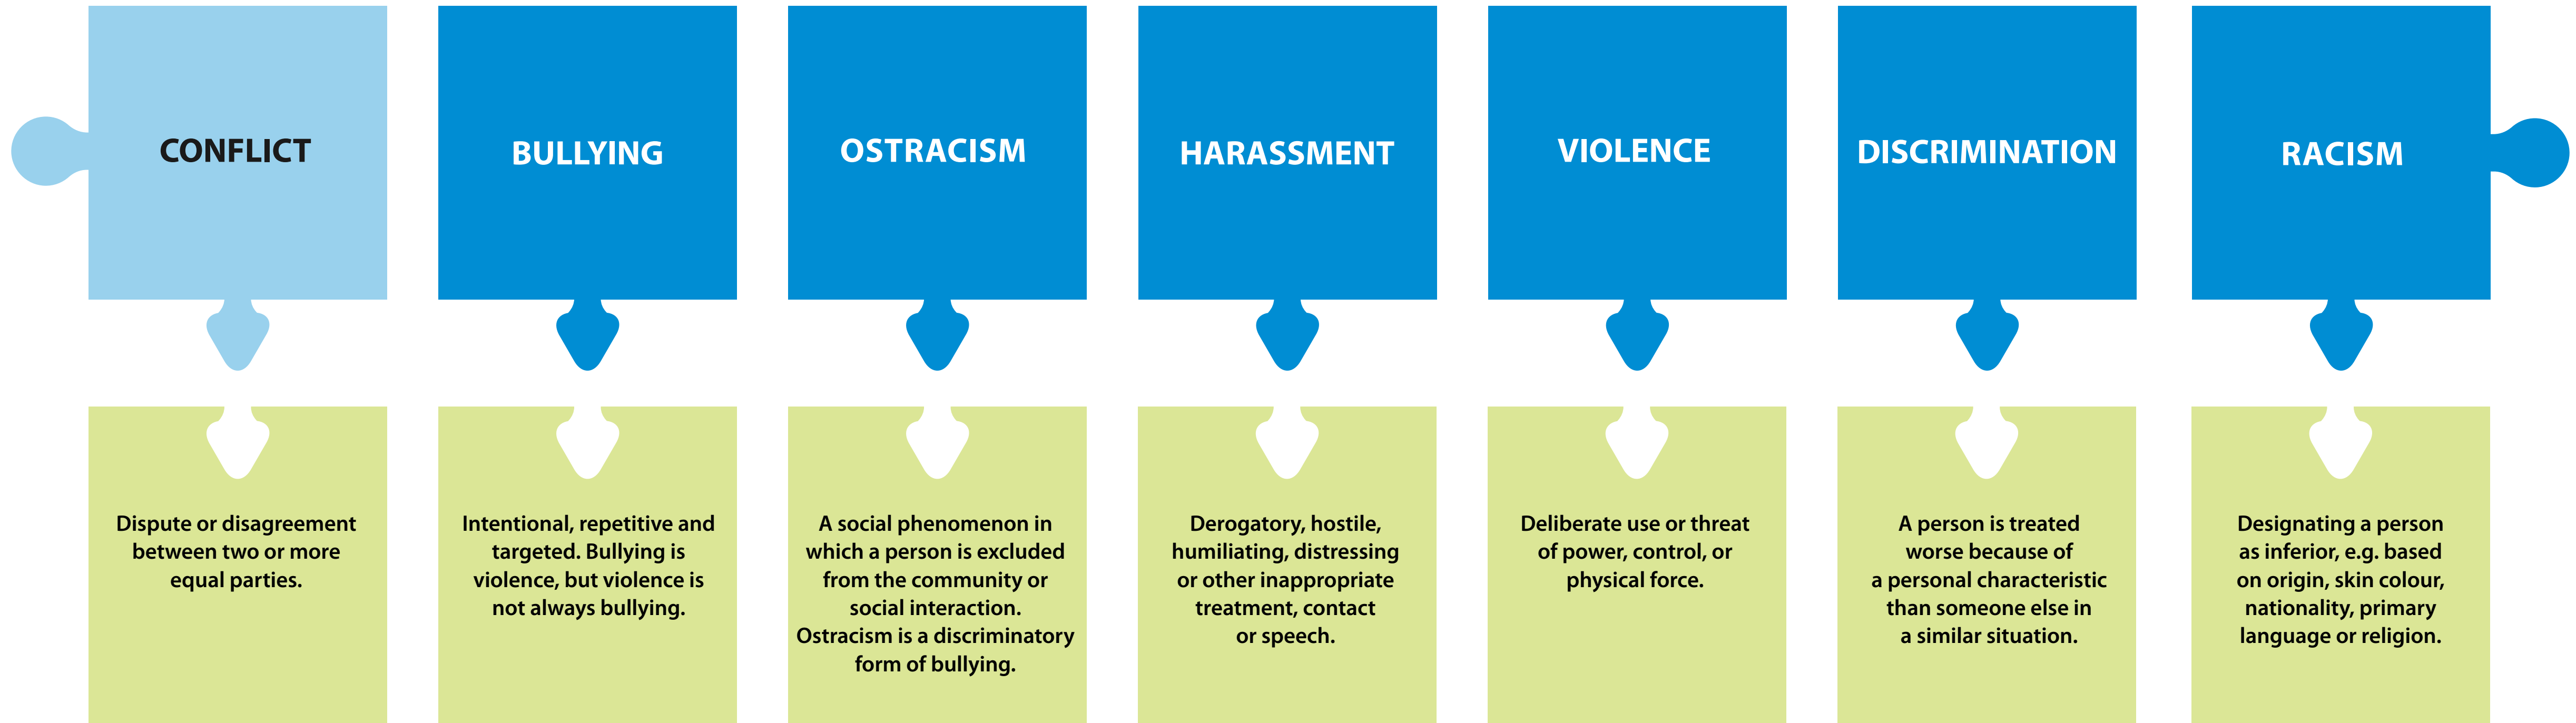 CONFLICT
BULLYING
OSTRACISM
HARASSMENT
VIOLENCE
DISCRIMINATION
RACISM
Dispute or disagreement
between two or more
equal parties.
Intentional, repetitive and
targeted. Bullying is
violence, but violence is
not always bullying.
A social phenomenon in
which a person is excluded
from the community or
social interaction.
Ostracism is a discriminatory
form of bullying.
Derogatory, hostile,
humiliating, distressing
or other inappropriate
treatment, contact
or speech.
Deliberate use or threat
of power, control, or
physical force.
A person is treated
worse because of
a personal characteristic
than someone else in
a similar situation.
Designating a person
as inferior, e.g. based
on origin, skin colour,
nationality, primary
language or religion.